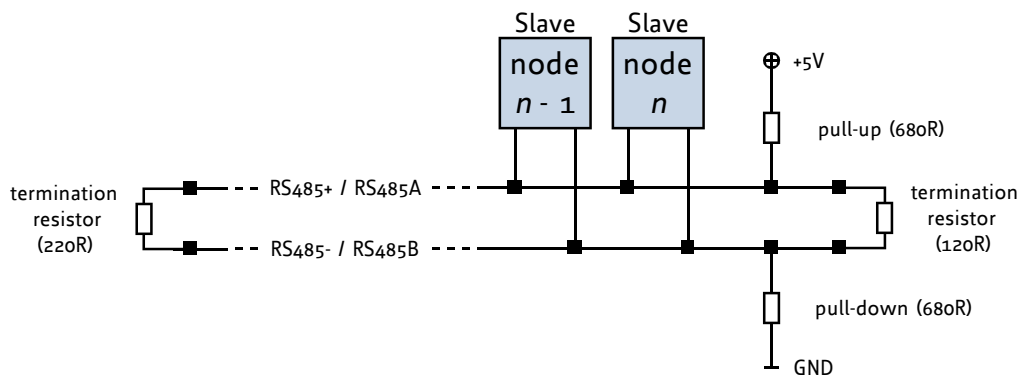 Slave
Slave
node
n - 1
node
n
+5V
pull-up (680R)
termination
resistor
(220R)
RS485+ / RS485A
RS485- / RS485B
termination
resistor
(120R)
pull-down (680R)
GND